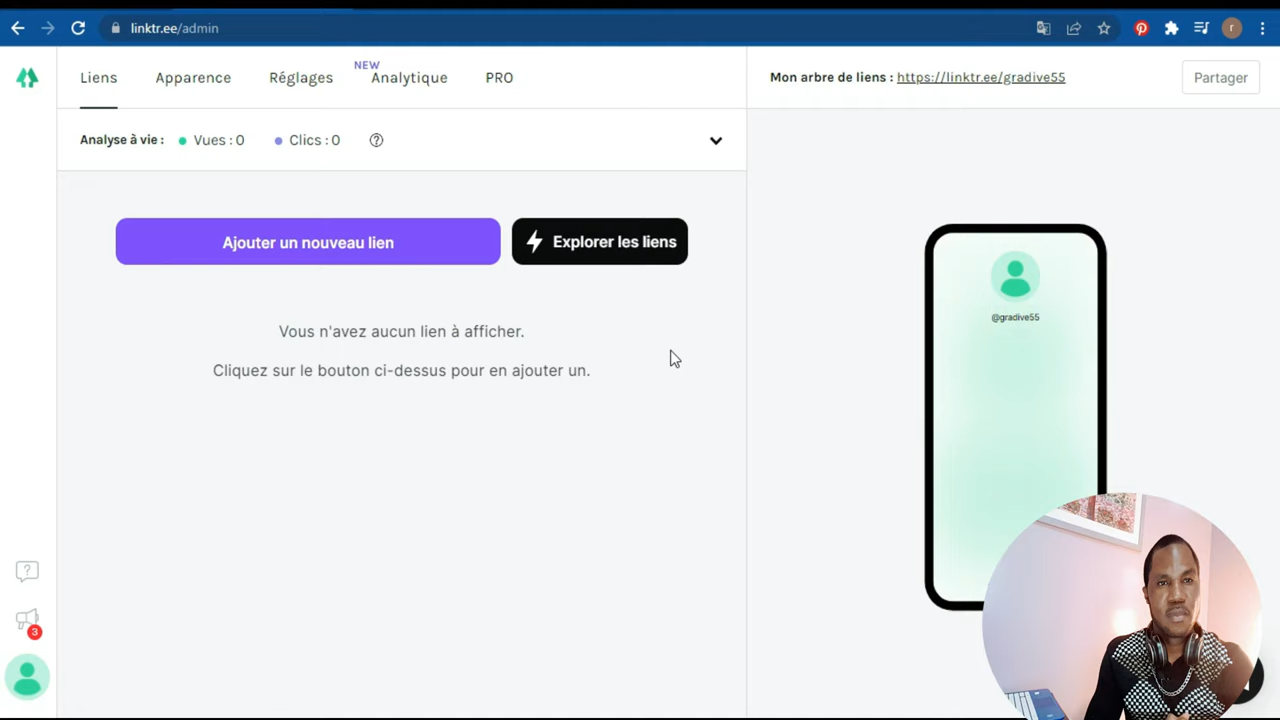 linktr.ee/admin
Liens
Apparence
Réglages
NEW
Analytique
PRO
Mon arbre de liens : https://linktr.ee/gradive55
Partager
Analyse à vie :
Vues : 0
Clics : 0
Ajouter un nouveau lien
Explorer les liens
Vous n'avez aucun lien à afficher.
Cliquez sur le bouton ci-dessus pour en ajouter un.
@gradive55
3
r